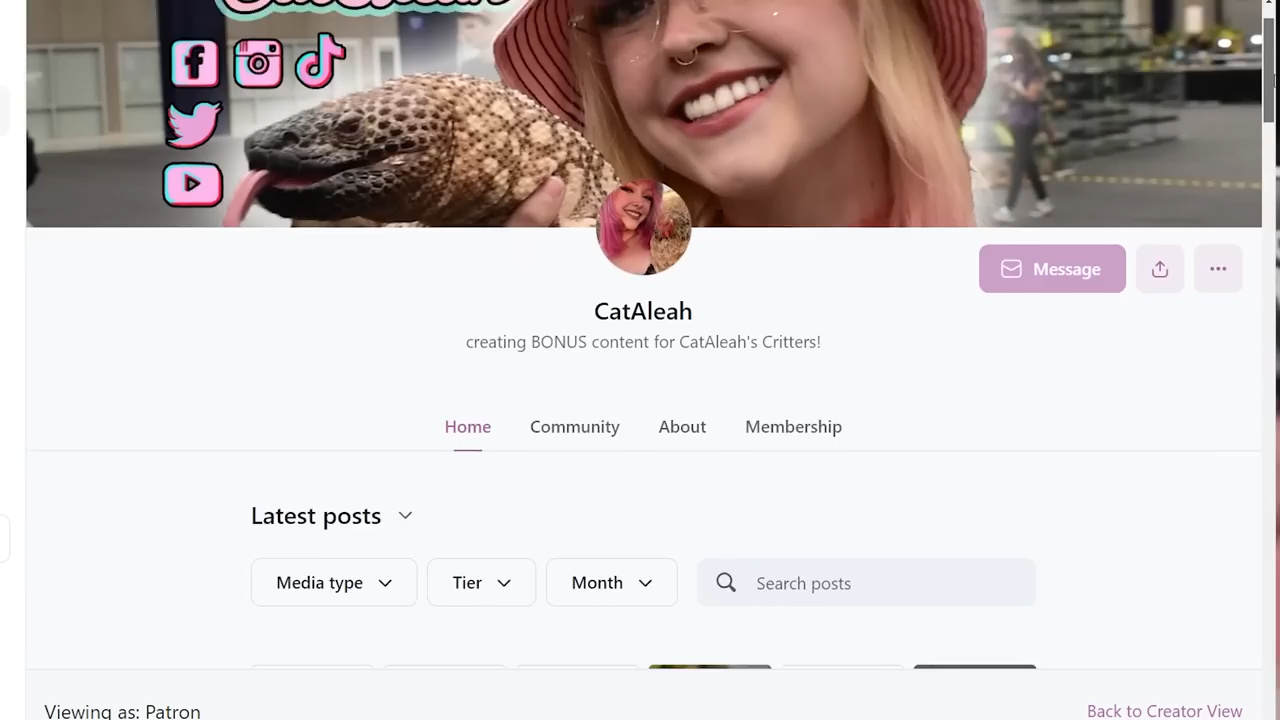 Message
CatAleah
creating BONUS content for CatAleah's Critters!
Home Community About Membership
Latest posts
Media type Tier Month Search posts
Viewing as: Patron Back to Creator View